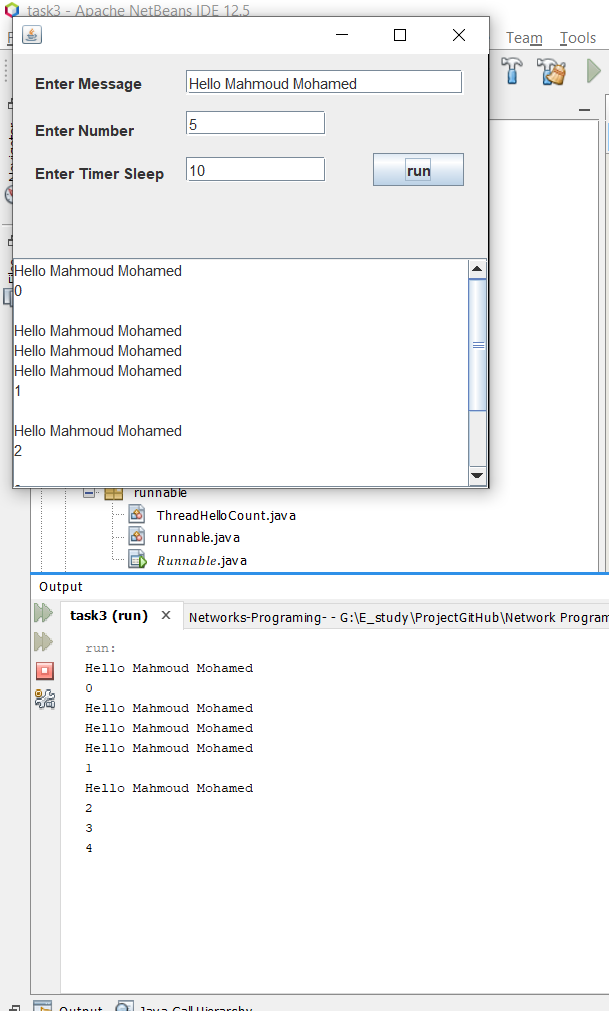 task3 - Apache NetBeans IDE 12.5
Team Tools
Enter Message Hello Mahmoud Mohamed
Enter Number 5
Enter Timer Sleep 10 run
Hello Mahmoud Mohamed
0
Hello Mahmoud Mohamed
Hello Mahmoud Mohamed
Hello Mahmoud Mohamed
1
Hello Mahmoud Mohamed
2
runnable
ThreadHelloCount.java
runnable.java
Runnable.java
Output
task3 (run) Networks-Programing- - G:\E_study\ProjectGitHub\Network Program
run:
Hello Mahmoud Mohamed
0
Hello Mahmoud Mohamed
Hello Mahmoud Mohamed
Hello Mahmoud Mohamed
1
Hello Mahmoud Mohamed
2
3
4
Output Java Call Hierarchy